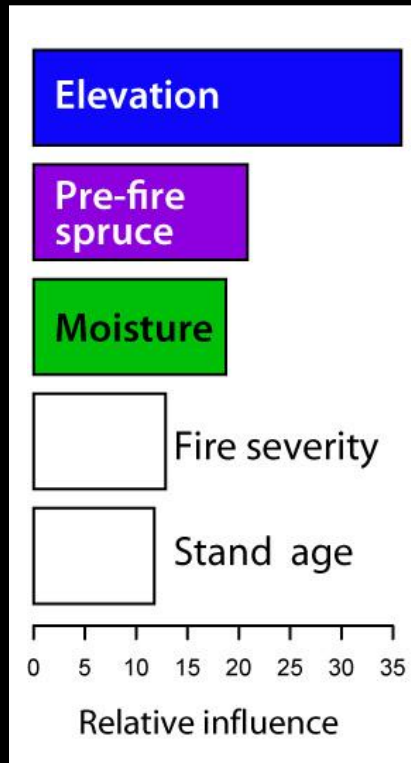 Elevation
Pre-fire
spruce
Moisture
Fire severity
Stand age
0 5 10 15 20 25 30 35
Relative influence